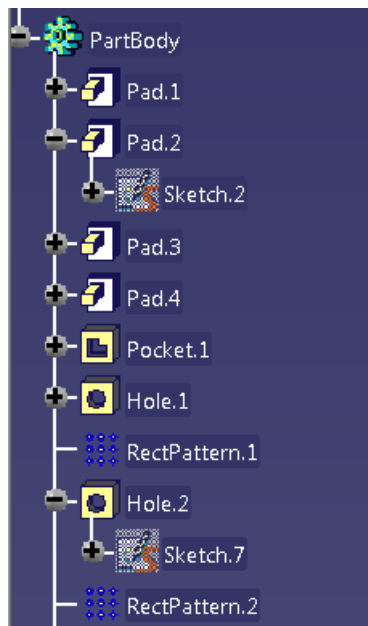 PartBody
Pad.1
Pad.2
Sketch.2
Pad.3
Pad.4
Pocket.1
Hole.1
RectPattern.1
Hole.2
Sketch.7
RectPattern.2